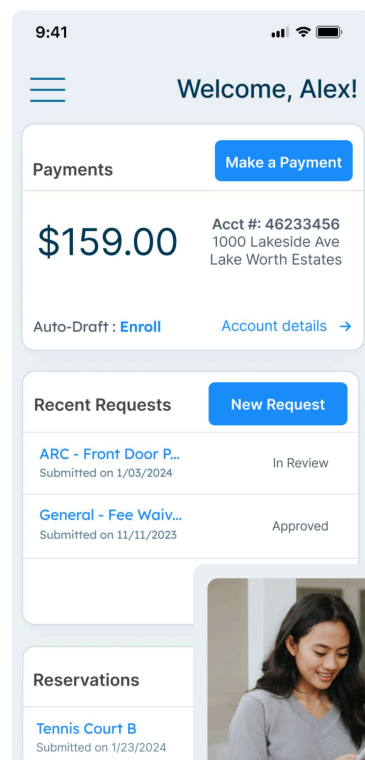 9:41
Welcome, Alex!
Payments
Make a Payment
$159.00
Acct #: 46233456
1000 Lakeside Ave
Lake Worth Estates
Auto-Draft : Enroll
Account details →
Recent Requests
New Request
ARC - Front Door P...
Submitted on 1/03/2024
In Review
General - Fee Waiv...
Submitted on 11/11/2023
Approved
Reservations
Tennis Court B
Submitted on 1/23/2024